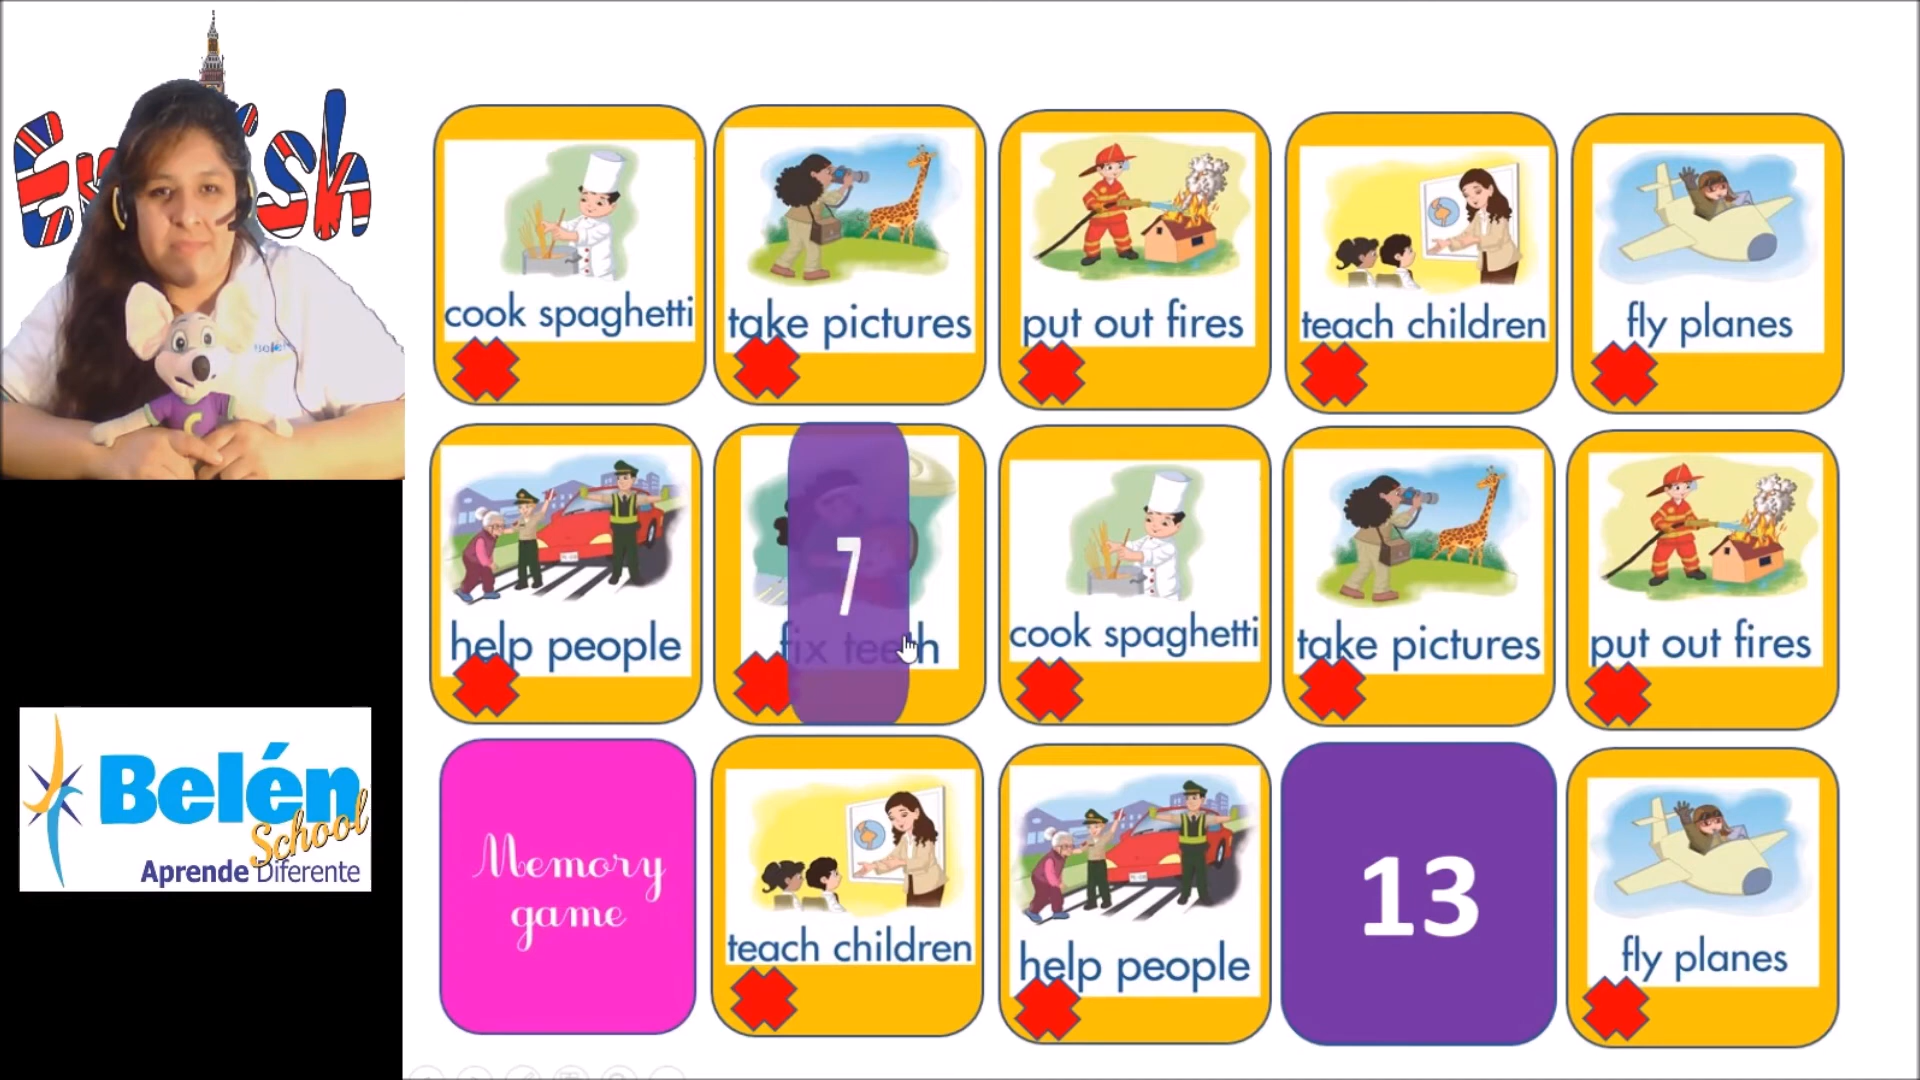 English
cook spaghetti
take pictures
put out fires
teach children
fly planes
help people
7
fix teeth
cook spaghetti
take pictures
put out fires
Memory
game
teach children
help people
13
fly planes
Belén
School
Aprende Diferente
Belén